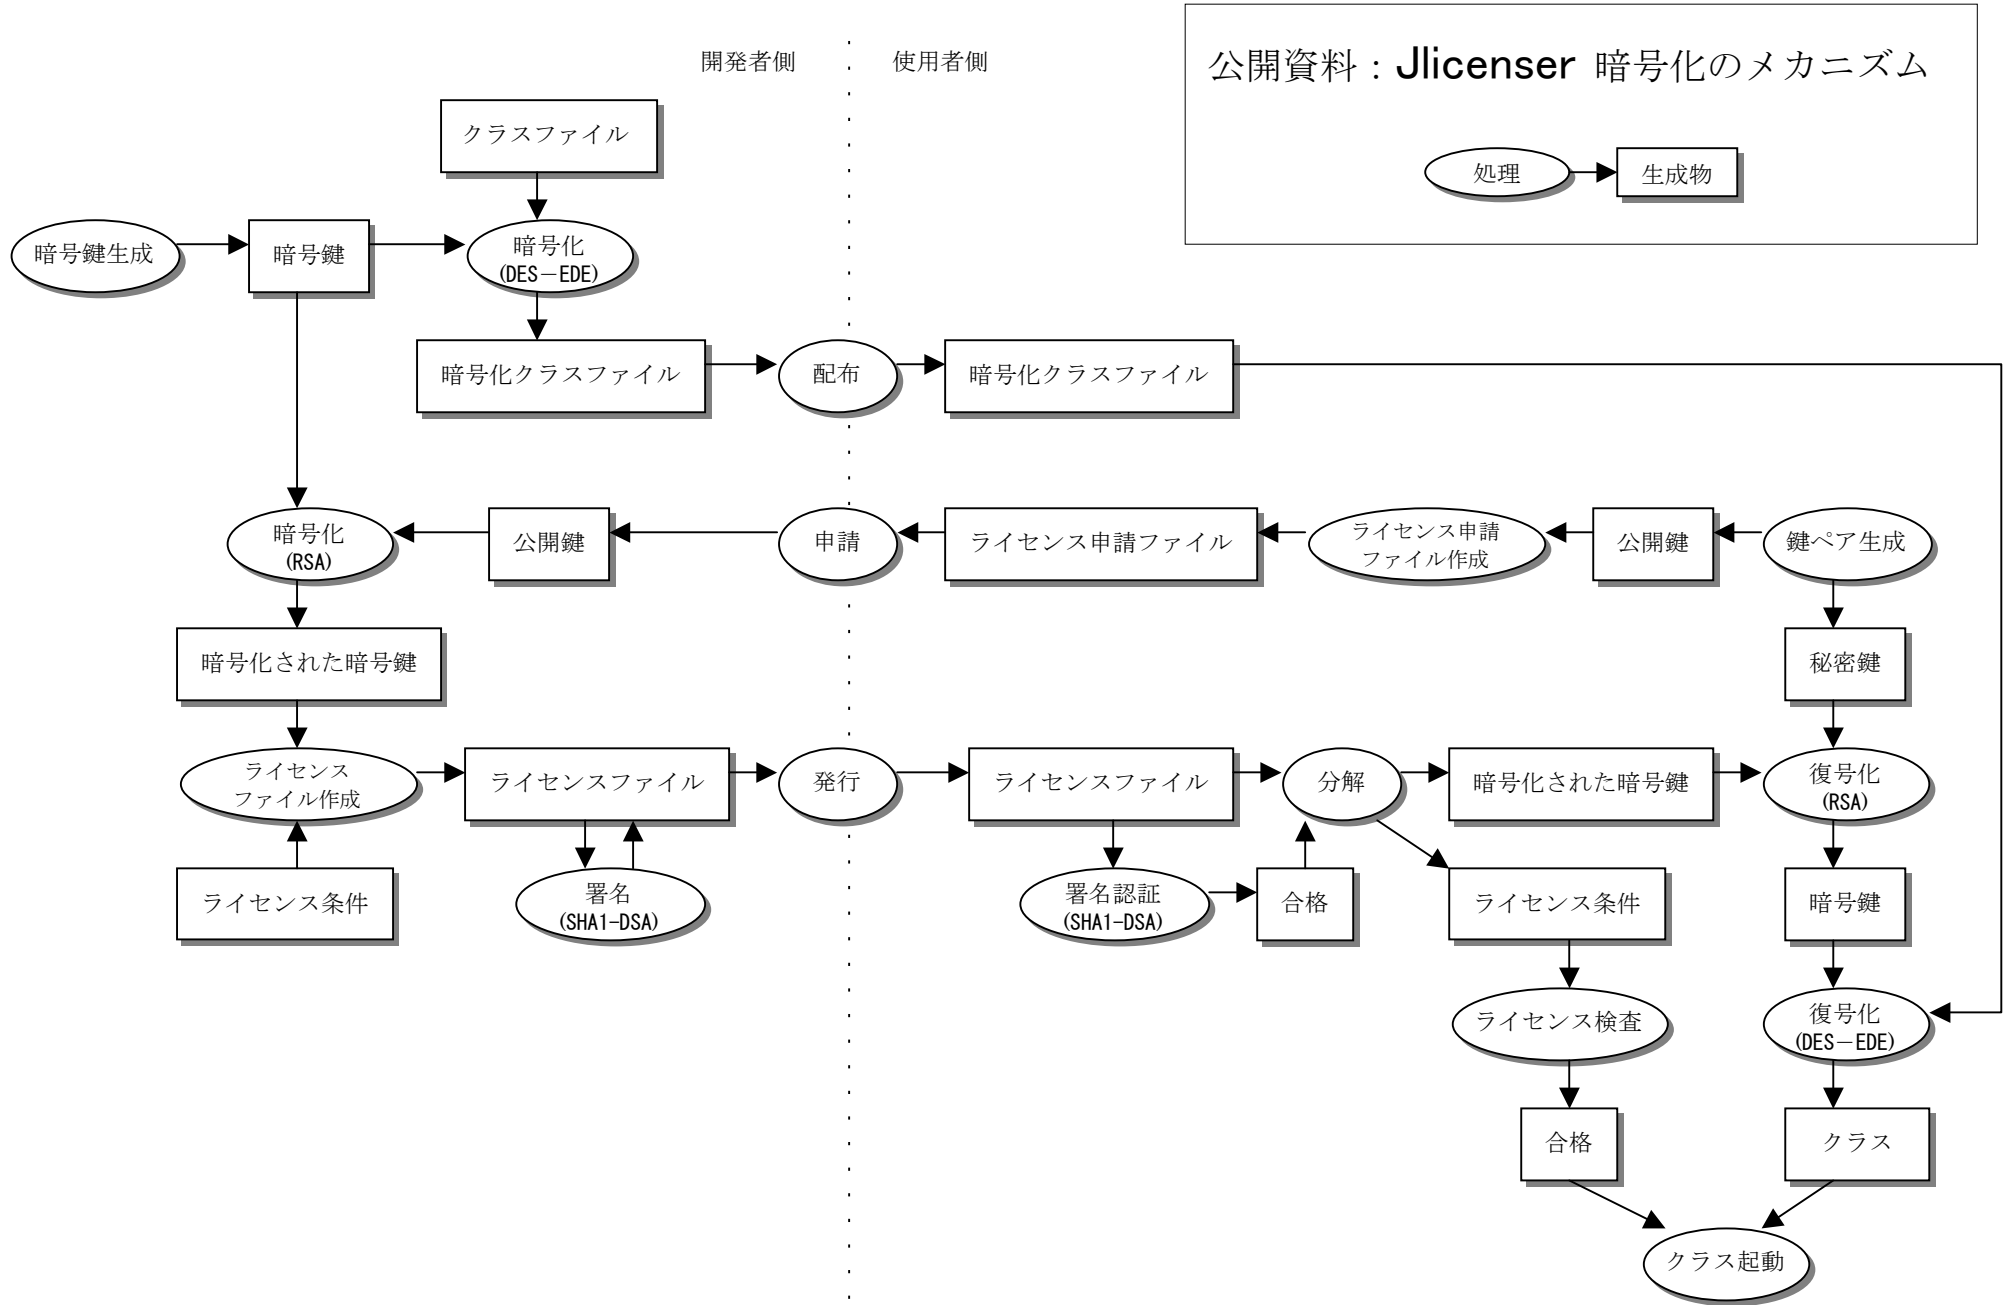 開発者側
使用者側
公開資料：Jlicenser 暗号化のメカニズム
処理
生成物
クラスファイル
暗号鍵生成
暗号鍵
暗号化
(DES－EDE)
暗号化クラスファイル
配布
暗号化クラスファイル
暗号化
(RSA)
公開鍵
申請
ライセンス申請ファイル
ライセンス申請
ファイル作成
公開鍵
鍵ペア生成
暗号化された暗号鍵
秘密鍵
ライセンス
ファイル作成
ライセンスファイル
発行
ライセンスファイル
分解
暗号化された暗号鍵
復号化
(RSA)
ライセンス条件
署名
(SHA1-DSA)
署名認証
(SHA1-DSA)
合格
ライセンス条件
暗号鍵
ライセンス検査
復号化
(DES－EDE)
合格
クラス
クラス起動